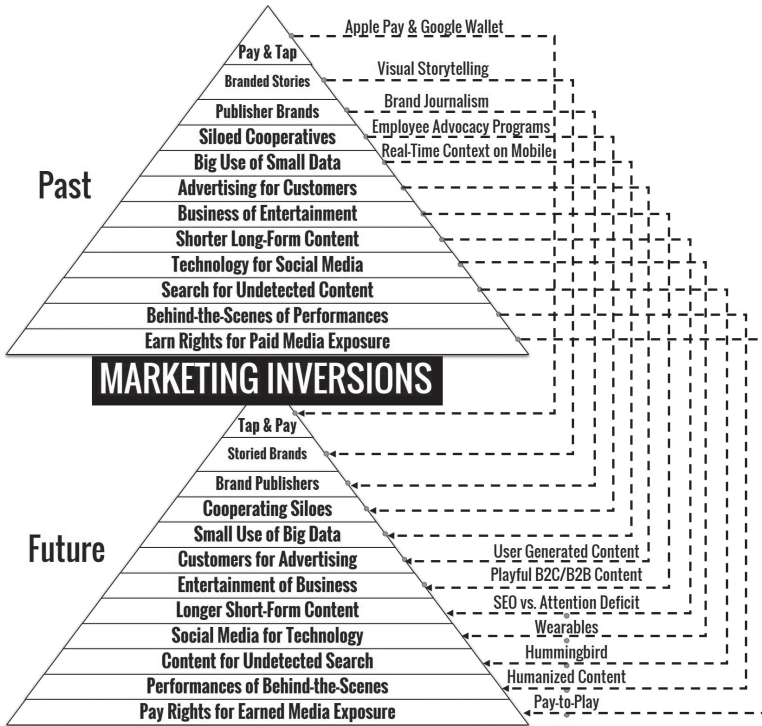 Apple Pay & Google Wallet
Pay & Tap
Visual Storytelling
Branded Stories
Brand Journalism
Publisher Brands
Employee Advocacy Programs
Siloed Cooperatives
Real-Time Context on Mobile
Big Use of Small Data
Past
Advertising for Customers
Business of Entertainment
Shorter Long-Form Content
Technology for Social Media
Search for Undetected Content
Behind-the-Scenes of Performances
Earn Rights for Paid Media Exposure
MARKETING INVERSIONS
Tap & Pay
Storied Brands
Brand Publishers
Cooperating Siloes
Small Use of Big Data
Future
Customers for Advertising
User Generated Content
Entertainment of Business
Playful B2C/B2B Content
Longer Short-Form Content
SEO vs. Attention Deficit
Social Media for Technology
Wearables
Content for Undetected Search
Hummingbird
Performances of Behind-the-Scenes
Humanized Content
Pay Rights for Earned Media Exposure
Pay-to-Play